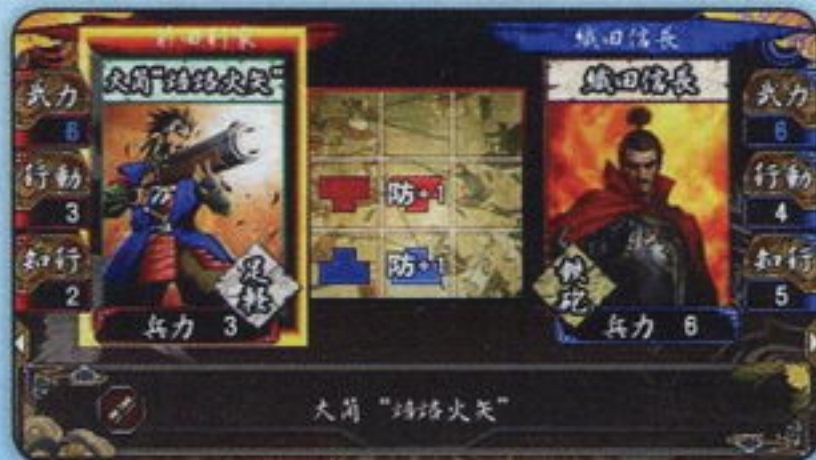 織田信長
大筒“焙烙火矢”
織田信長
武力
6
行動
3
知行
2
足軽
兵力 3
防+1
防+1
鉄砲
兵力 6
武力
6
行動
4
知行
5
大筒“焙烙火矢”